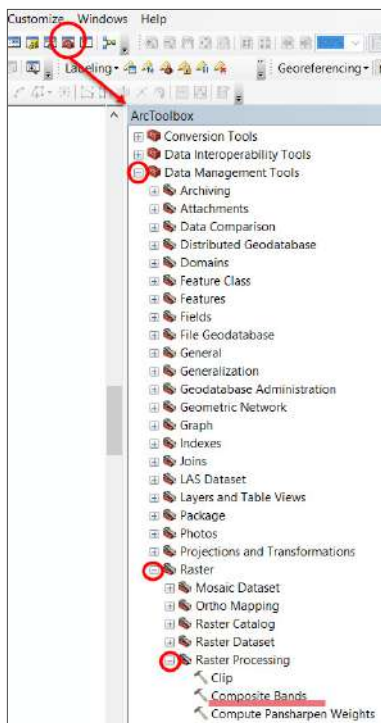 Customize Windows Help
Labeling Georeferencing
ArcToolbox
Conversion Tools
Data Interoperability Tools
Data Management Tools
Archiving
Attachments
Data Comparison
Distributed Geodatabase
Domains
Feature Class
Features
Fields
File Geodatabase
General
Generalization
Geodatabase Administration
Geometric Network
Graph
Indexes
Joins
LAS Dataset
Layers and Table Views
Package
Photos
Projections and Transformations
Raster
Mosaic Dataset
Ortho Mapping
Raster Catalog
Raster Dataset
Raster Processing
Clip
Composite Bands
Compute Pansharpen Weights